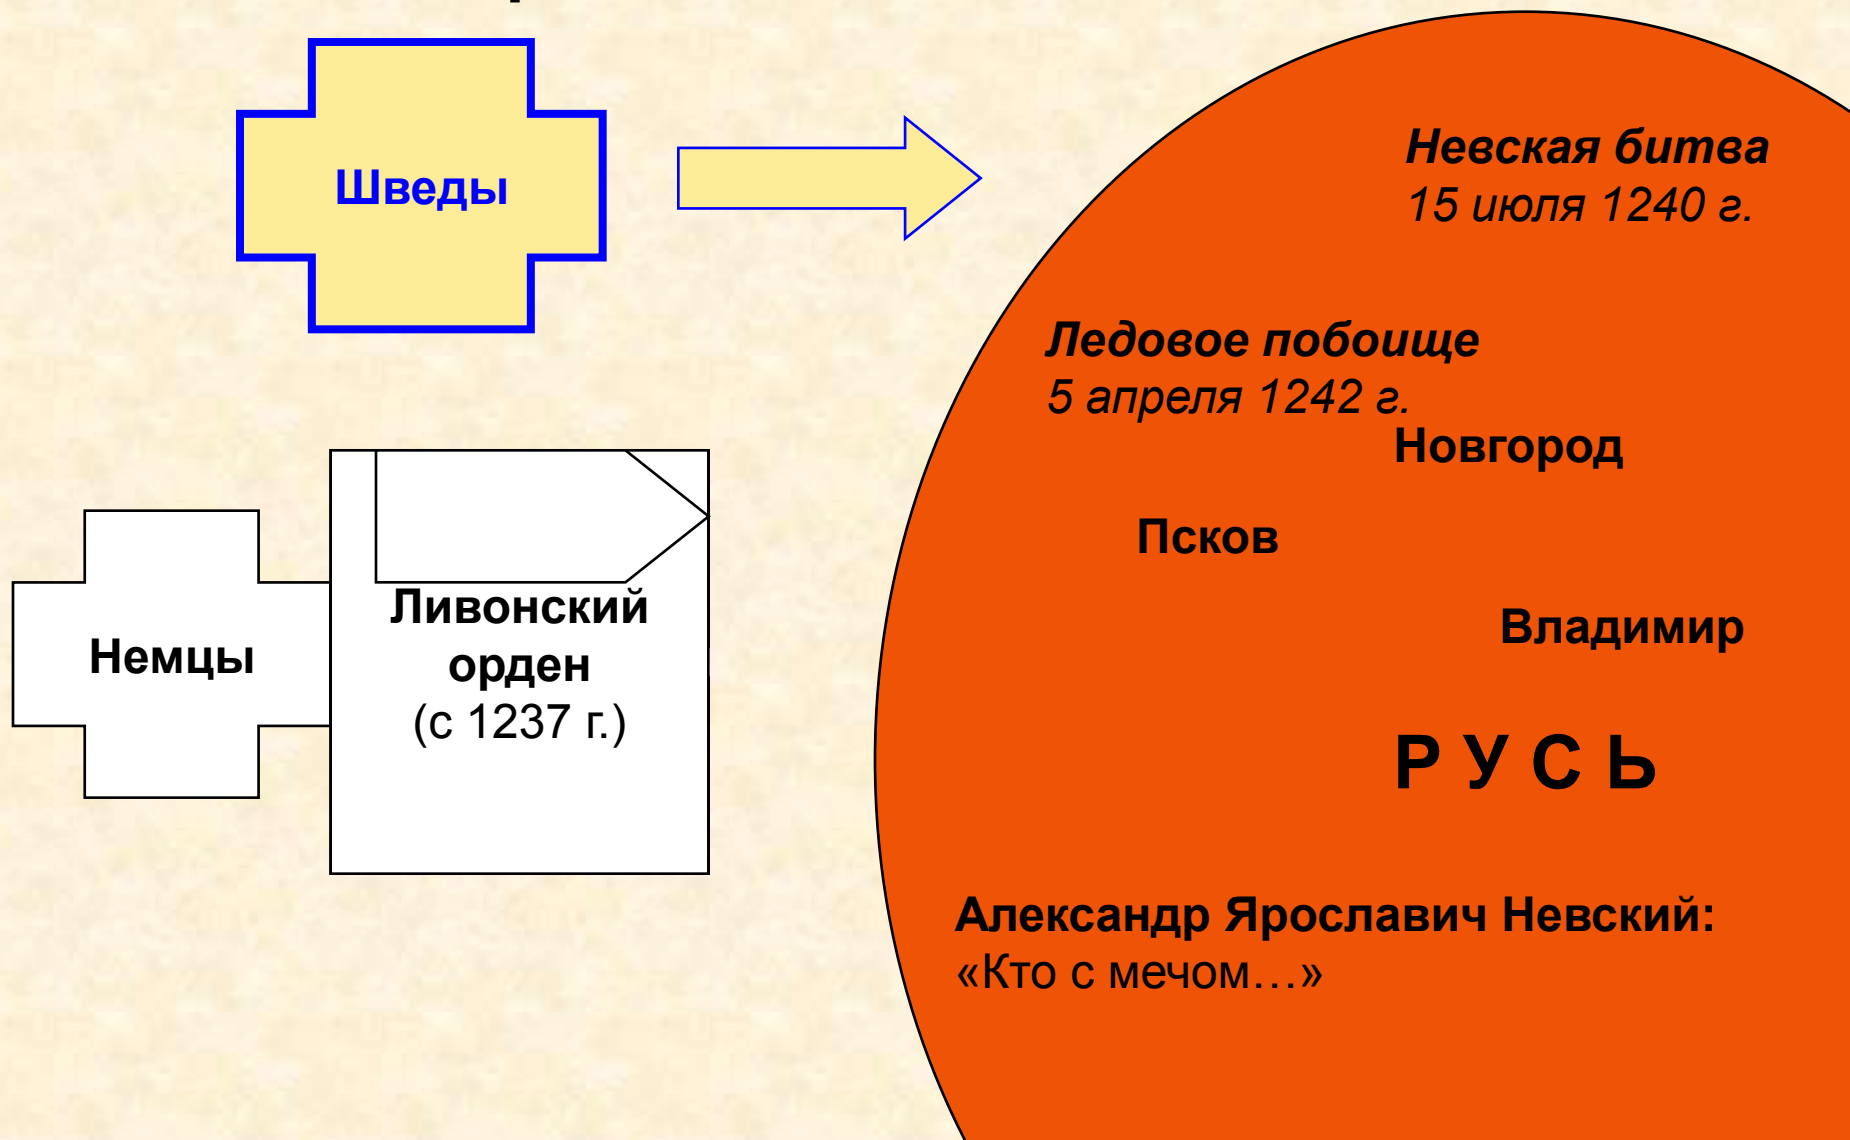 Шведы
Невская битва
15 июля 1240 г.
Ледовое побоище
5 апреля 1242 г.
Новгород
Псков
Ливонский
орден
(с 1237 г.)
Немцы
Владимир
Р У С Ь
Александр Ярославич Невский:
«Кто с мечом…»